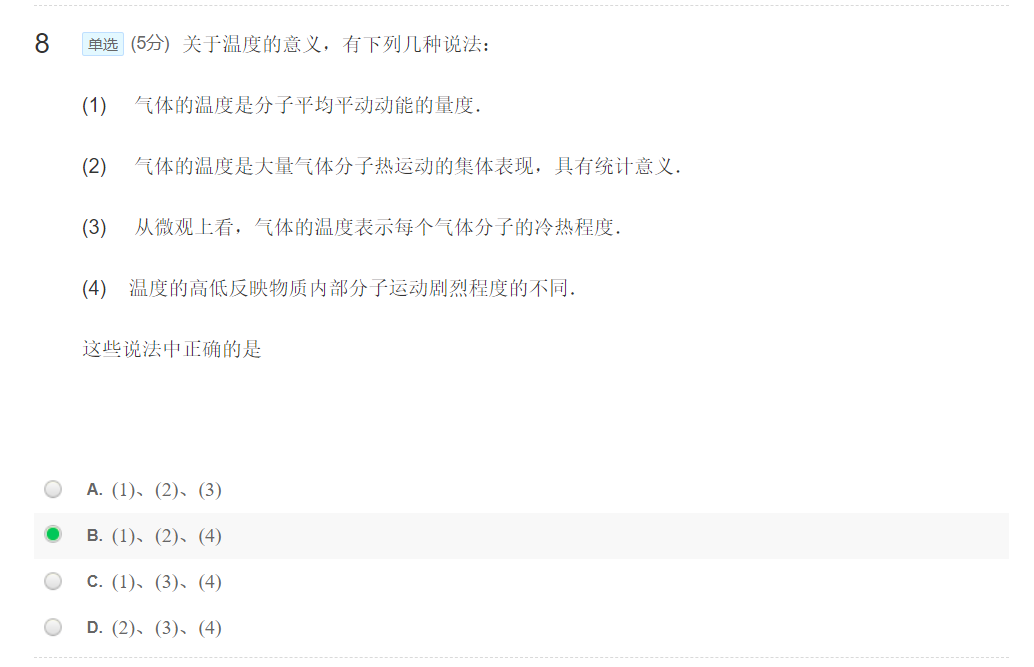 8 单选 (5分) 关于温度的意义，有下列几种说法：
(1) 气体的温度是分子平均平动动能的量度．
(2) 气体的温度是大量气体分子热运动的集体表现，具有统计意义．
(3) 从微观上看，气体的温度表示每个气体分子的冷热程度．
(4) 温度的高低反映物质内部分子运动剧烈程度的不同．
这些说法中正确的是
A. (1)、(2)、(3)
B. (1)、(2)、(4)
C. (1)、(3)、(4)
D. (2)、(3)、(4)